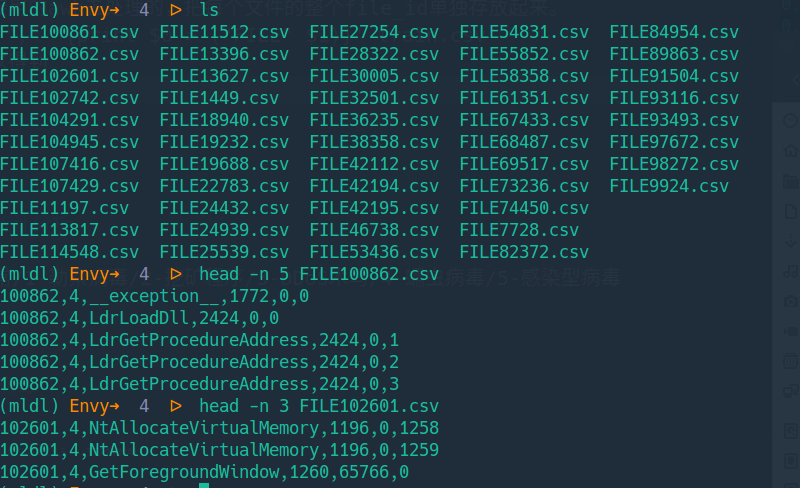 (mldl) Envy→ 4 ▷ ls
FILE100861.csv FILE11512.csv FILE27254.csv FILE54831.csv FILE84954.csv
FILE100862.csv FILE13396.csv FILE28322.csv FILE55852.csv FILE89863.csv
FILE102601.csv FILE13627.csv FILE30005.csv FILE58358.csv FILE91504.csv
FILE102742.csv FILE1449.csv FILE32501.csv FILE61351.csv FILE93116.csv
FILE104291.csv FILE18940.csv FILE36235.csv FILE67433.csv FILE93493.csv
FILE104945.csv FILE19232.csv FILE38358.csv FILE68487.csv FILE97672.csv
FILE107416.csv FILE19688.csv FILE42112.csv FILE69517.csv FILE98272.csv
FILE107429.csv FILE22783.csv FILE42194.csv FILE73236.csv FILE9924.csv
FILE11197.csv FILE24432.csv FILE42195.csv FILE74450.csv
FILE113817.csv FILE24939.csv FILE46738.csv FILE7728.csv
FILE114548.csv FILE25539.csv FILE53436.csv FILE82372.csv
(mldl) Envy→ 4 ▷ head -n 5 FILE100862.csv
100862,4,__exception__,1772,0,0
100862,4,LdrLoadDll,2424,0,0
100862,4,LdrGetProcedureAddress,2424,0,1
100862,4,LdrGetProcedureAddress,2424,0,2
100862,4,LdrGetProcedureAddress,2424,0,3
(mldl) Envy→ 4 ▷ head -n 3 FILE102601.csv
102601,4,NtAllocateVirtualMemory,1196,0,1258
102601,4,NtAllocateVirtualMemory,1196,0,1259
102601,4,GetForegroundWindow,1260,65766,0